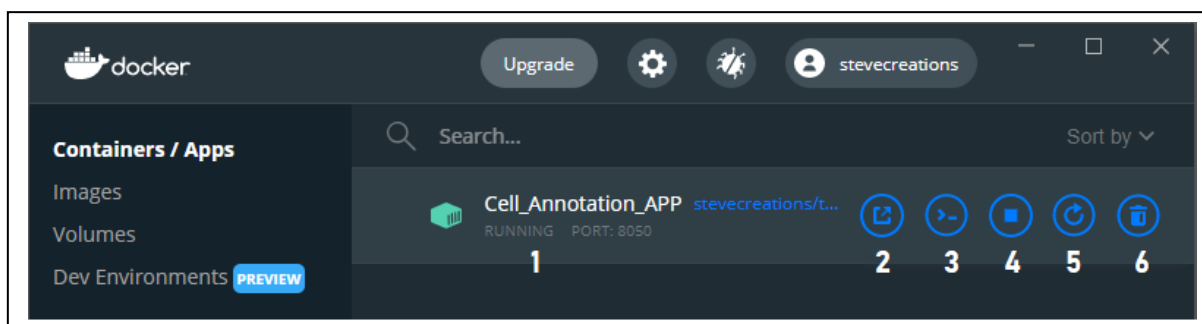 docker
Upgrade
stevecreations
Containers / Apps
Images
Volumes
Dev Environments PREVIEW
Search...
Sort by
Cell_Annotation_APP stevecreations/t...
RUNNING PORT: 8050
1 2 3 4 5 6